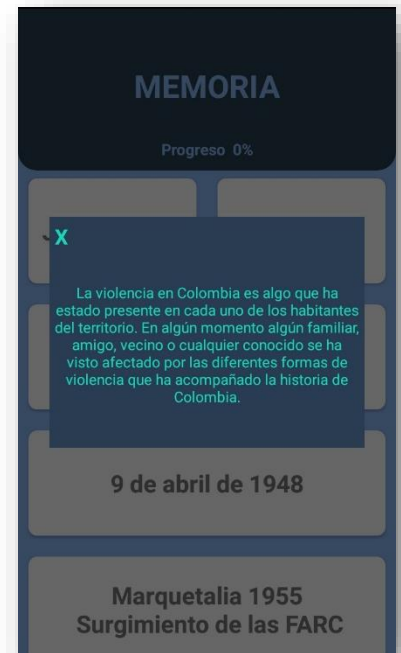 MEMORIA
Progreso 0%
X
La violencia en Colombia es algo que ha
estado presente en cada uno de los habitantes
del territorio. En algún momento algún familiar,
amigo, vecino o cualquier conocido se ha
visto afectado por las diferentes formas de
violencia que ha acompañado la historia de
Colombia.
9 de abril de 1948
Marquetalia 1955
Surgimiento de las FARC